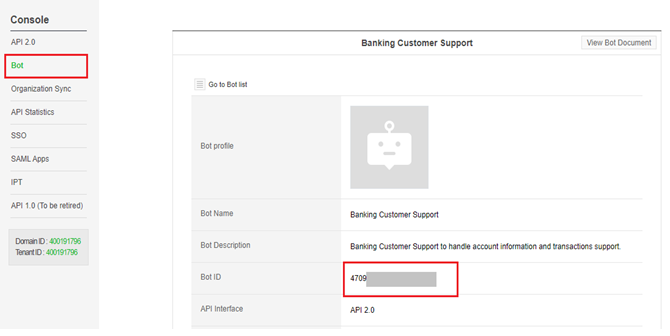 Console
API 2.0
Bot
Organization Sync
API Statistics
SSO
SAML Apps
IPT
API 1.0 (To be retired)
Domain ID : 400191796
Tenant ID : 400191796
Banking Customer Support
View Bot Document
Go to Bot list
Bot profile
Bot Name
Banking Customer Support
Bot Description
Banking Customer Support to handle account information and transactions support.
Bot ID
4709
API Interface
API 2.0